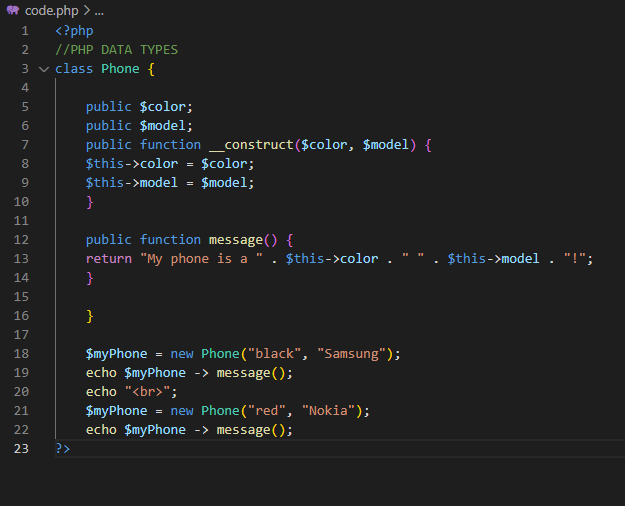 code.php > ...
1 <?php
2 //PHP DATA TYPES
3 class Phone {
4
5 public $color;
6 public $model;
7 public function __construct($color, $model) {
8 $this->color = $color;
9 $this->model = $model;
10 }
11
12 public function message() {
13 return "My phone is a " . $this->color . " " . $this->model . "!";
14 }
15
16 }
17
18 $myPhone = new Phone("black", "Samsung");
19 echo $myPhone -> message();
20 echo "<br>";
21 $myPhone = new Phone("red", "Nokia");
22 echo $myPhone -> message();
23 ?>